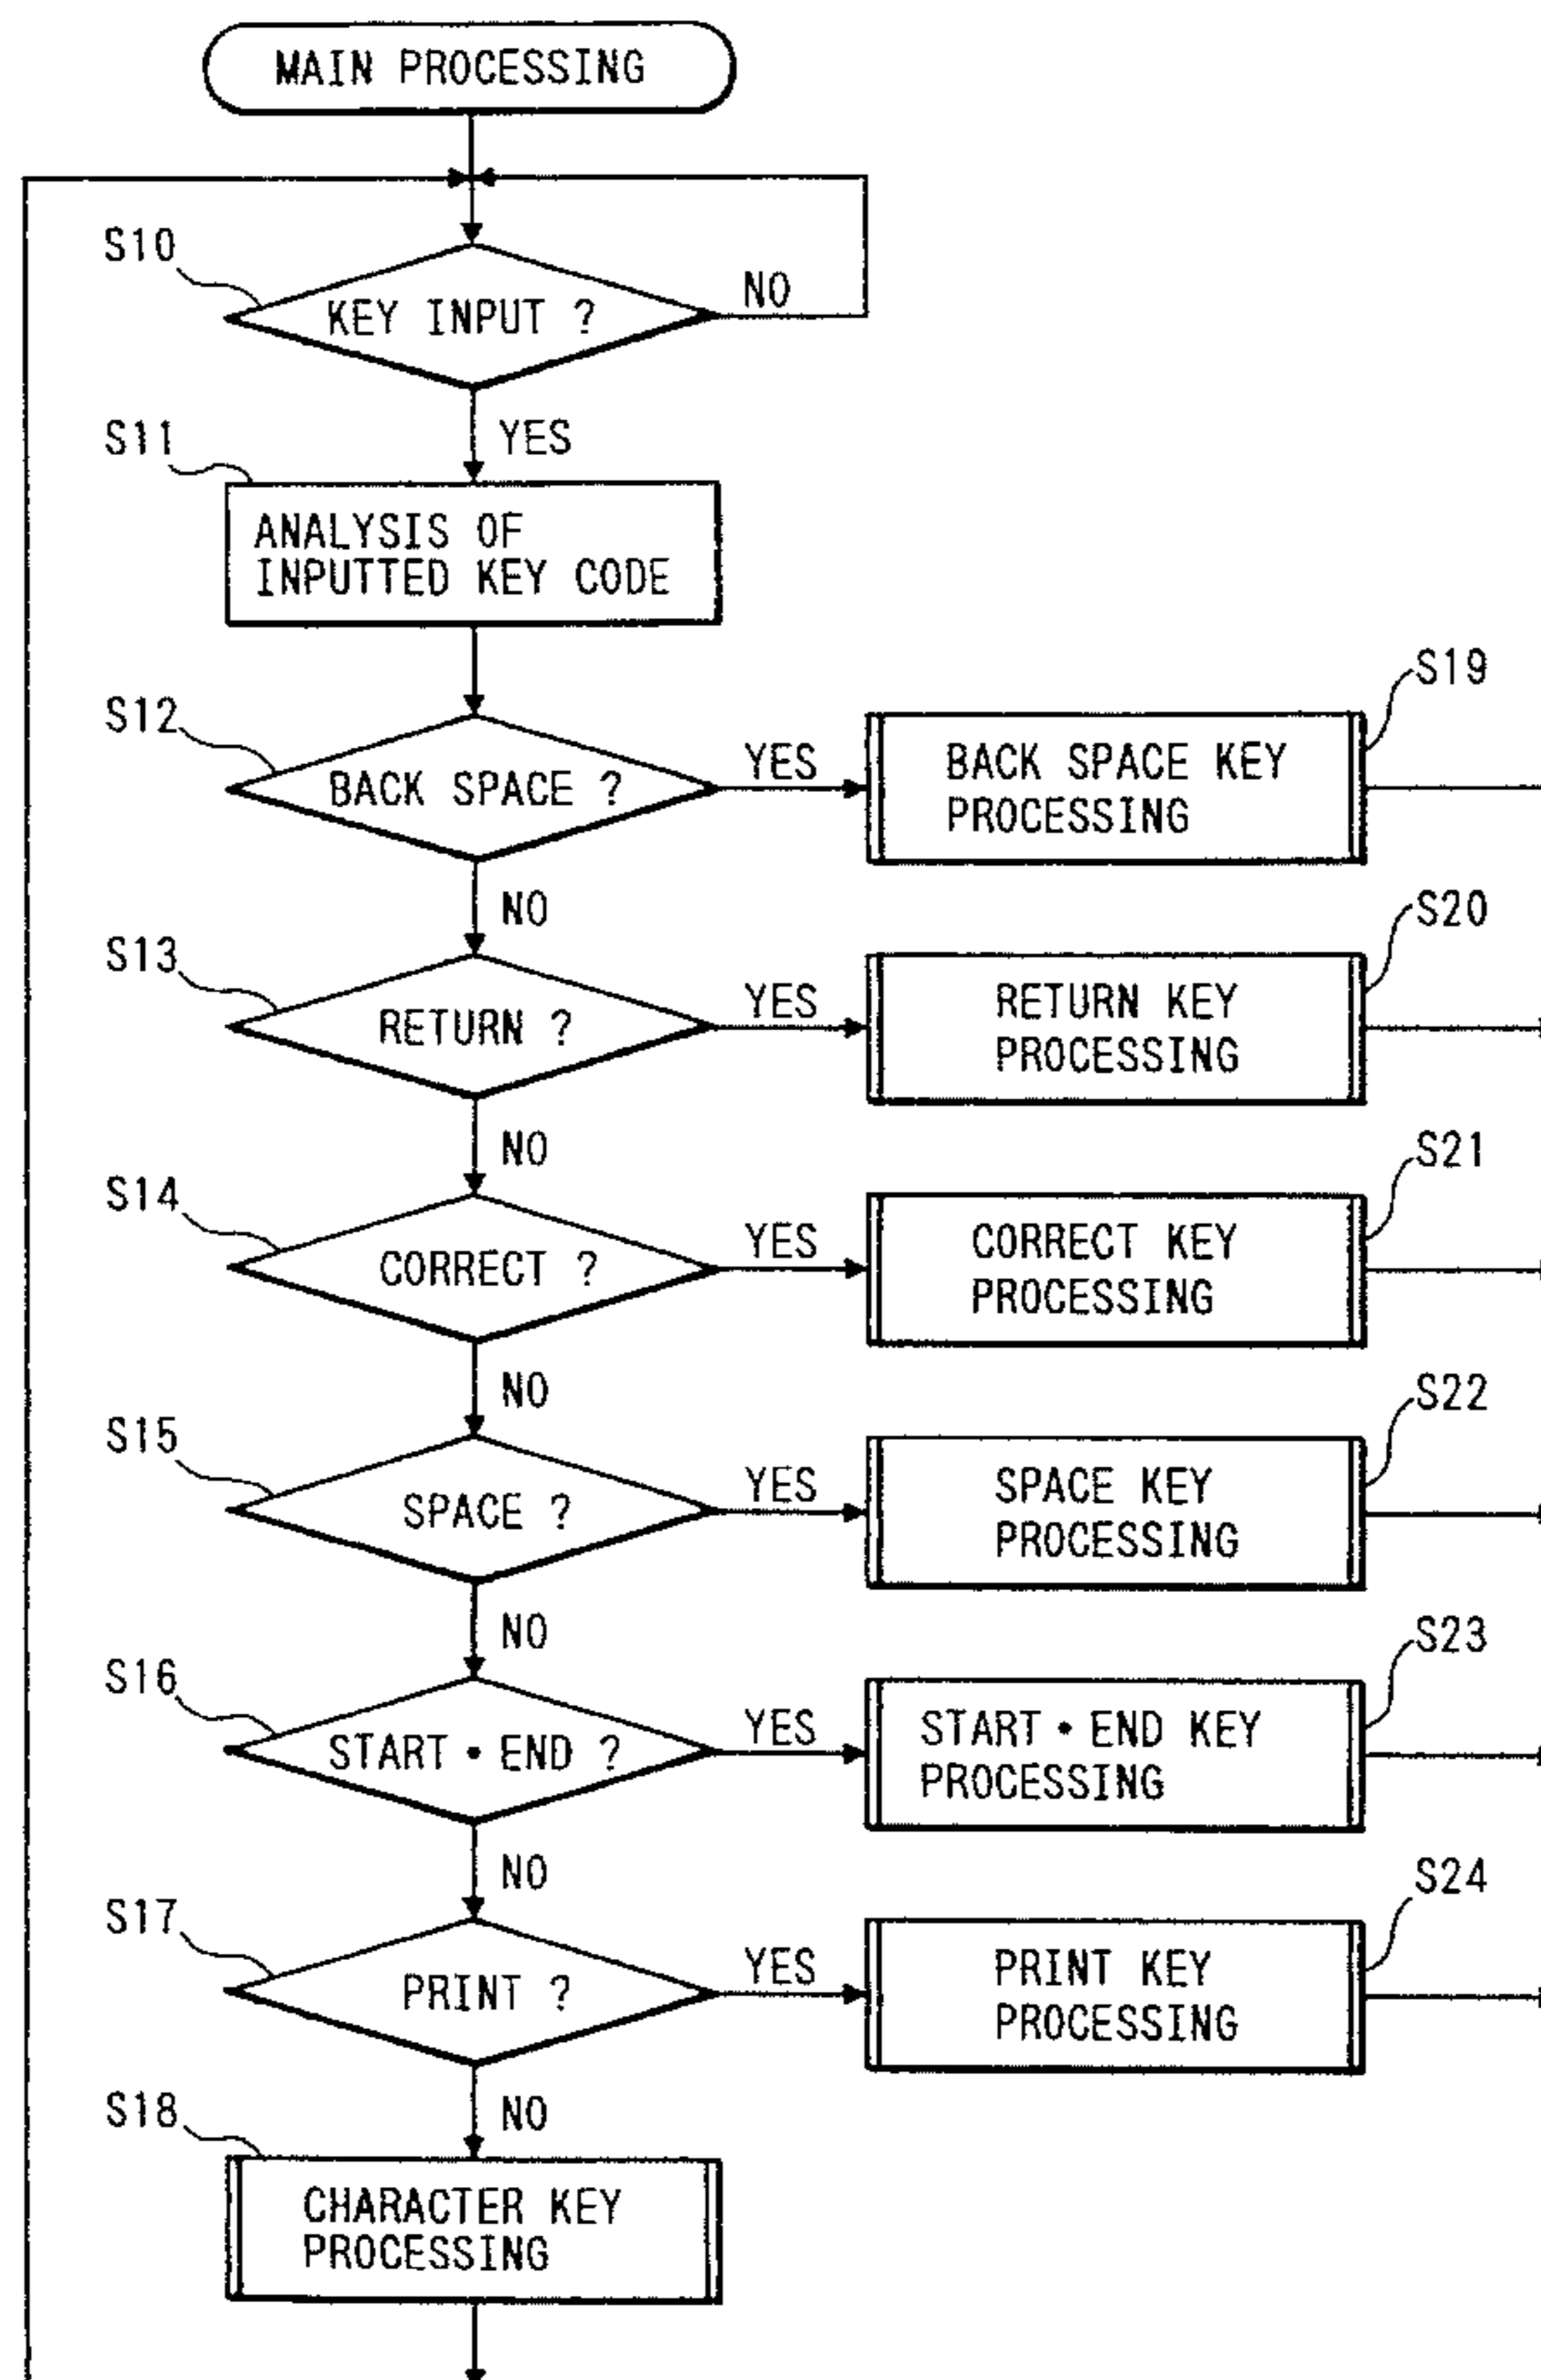 MAIN PROCESSING
S10
KEY INPUT ?
NO
YES
S11
ANALYSIS OF
INPUTTED KEY CODE
S12
BACK SPACE ?
YES
S19
BACK SPACE KEY
PROCESSING
NO
S13
RETURN ?
YES
S20
RETURN KEY
PROCESSING
NO
S14
CORRECT ?
YES
S21
CORRECT KEY
PROCESSING
NO
S15
SPACE ?
YES
S22
SPACE KEY
PROCESSING
NO
S16
START • END ?
YES
S23
START • END KEY
PROCESSING
NO
S17
PRINT ?
YES
S24
PRINT KEY
PROCESSING
NO
S18
CHARACTER KEY
PROCESSING